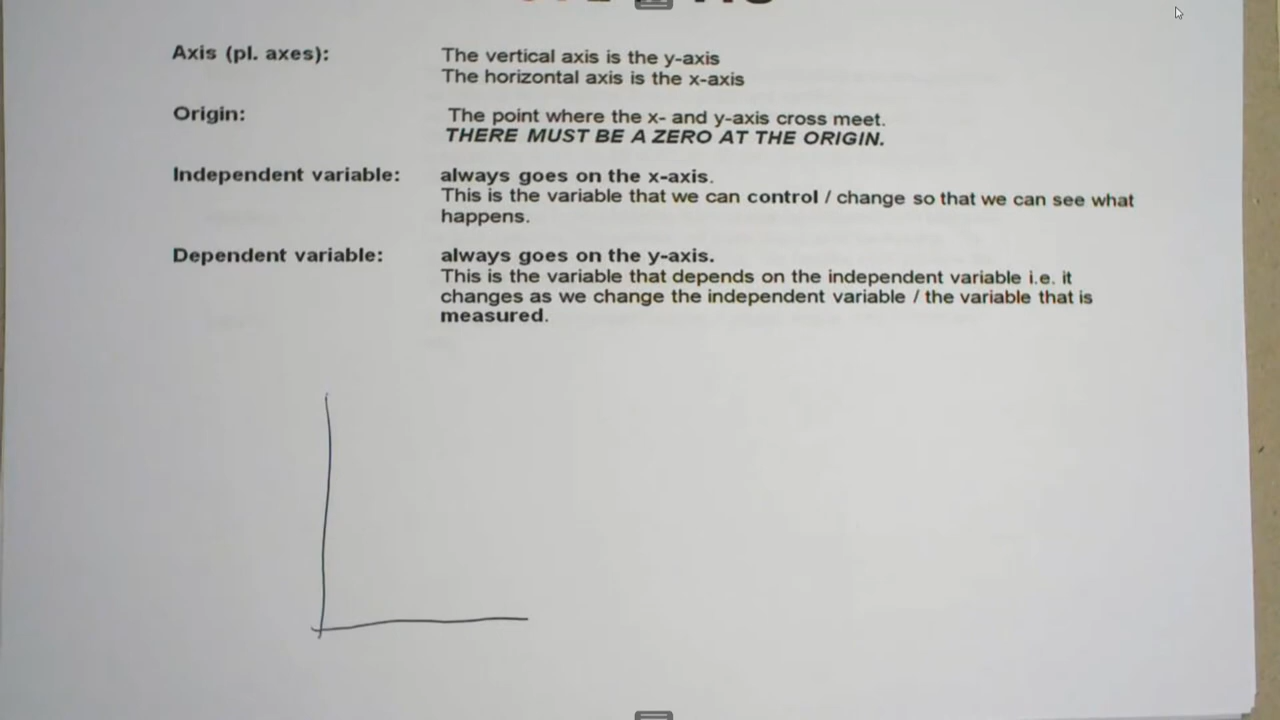 Axis (pl. axes): The vertical axis is the y-axis
The horizontal axis is the x-axis
Origin: The point where the x- and y-axis cross meet.
THERE MUST BE A ZERO AT THE ORIGIN.
Independent variable: always goes on the x-axis.
This is the variable that we can control / change so that we can see what
happens.
Dependent variable: always goes on the y-axis.
This is the variable that depends on the independent variable i.e. it
changes as we change the independent variable / the variable that is
measured.